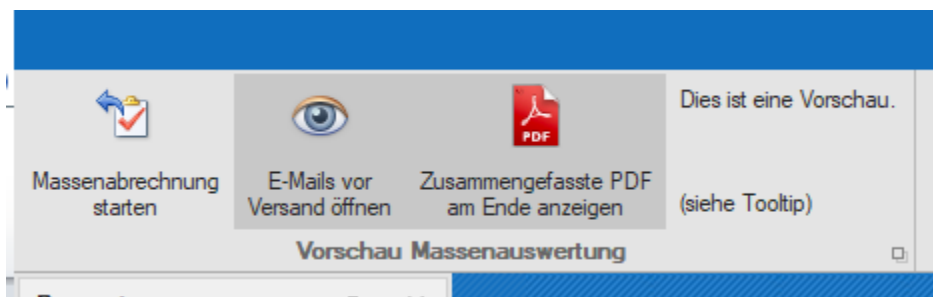 PDF
Massenabrechnung
starten
E-Mails vor
Versand öffnen
Zusammengefasste PDF
am Ende anzeigen
Dies ist eine Vorschau.
(siehe Tooltip)
Vorschau Massenauswertung